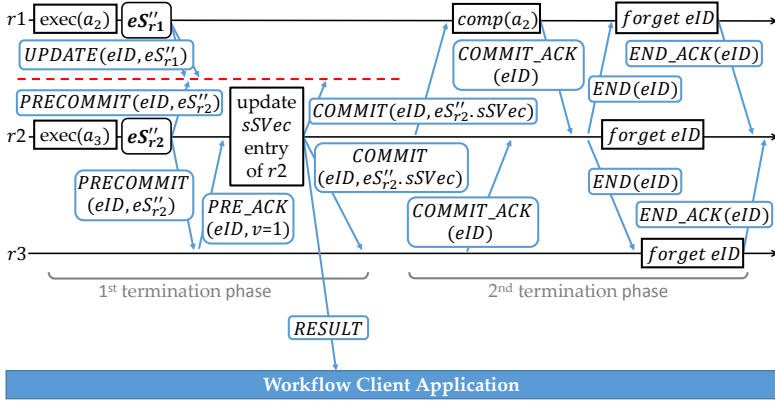 r1 exec(a₂) eS″r1 comp(a₂) forget eID
UPDATE(eID, eS″r1)
COMMIT_ACK
(eID)
END_ACK(eID)
END(eID)
PRECOMMIT(eID, eS″r2)
update
sSVec
entry
of r2
COMMIT(eID, eS″r2.sSVec)
r2 exec(a₃) eS″r2 forget eID
PRECOMMIT
(eID, eS″r2)
PRE_ACK
(eID, v=1)
COMMIT
(eID, eS″r2.sSVec)
COMMIT_ACK
(eID)
END(eID)
END_ACK(eID)
r3 forget eID
1st termination phase
2nd termination phase
RESULT
Workflow Client Application